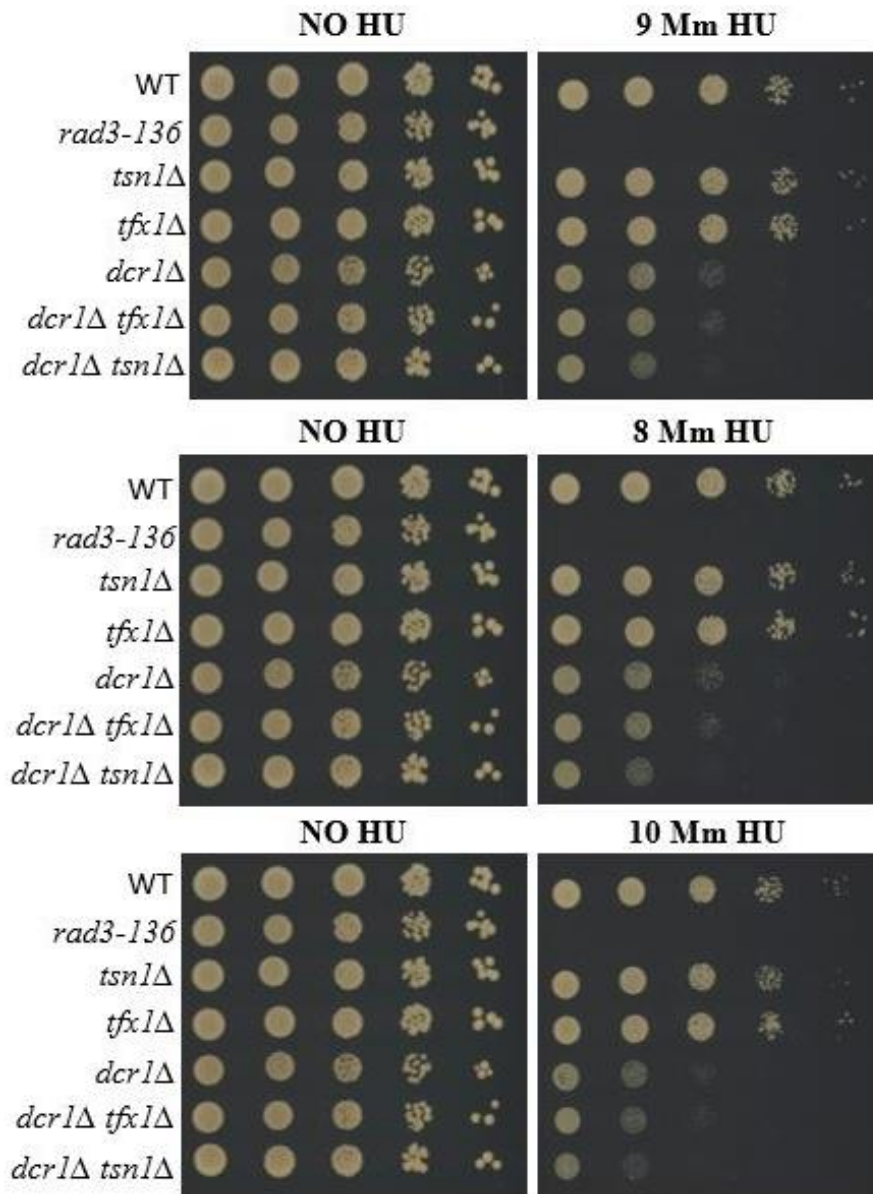 NO HU 9 Mm HU
WT
rad3-136
tsn1Δ
tfx1Δ
dcr1Δ
dcr1Δ tfx1Δ
dcr1Δ tsn1Δ
NO HU 8 Mm HU
WT
rad3-136
tsn1Δ
tfx1Δ
dcr1Δ
dcr1Δ tfx1Δ
dcr1Δ tsn1Δ
NO HU 10 Mm HU
WT
rad3-136
tsn1Δ
tfx1Δ
dcr1Δ
dcr1Δ tfx1Δ
dcr1Δ tsn1Δ